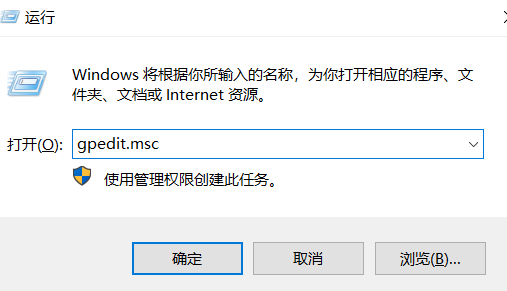 运行
Windows 将根据你所输入的名称，为你打开相应的程序、文
件夹、文档或 Internet 资源。
打开(O): gpedit.msc
使用管理权限创建此任务。
确定 取消 浏览(B)...